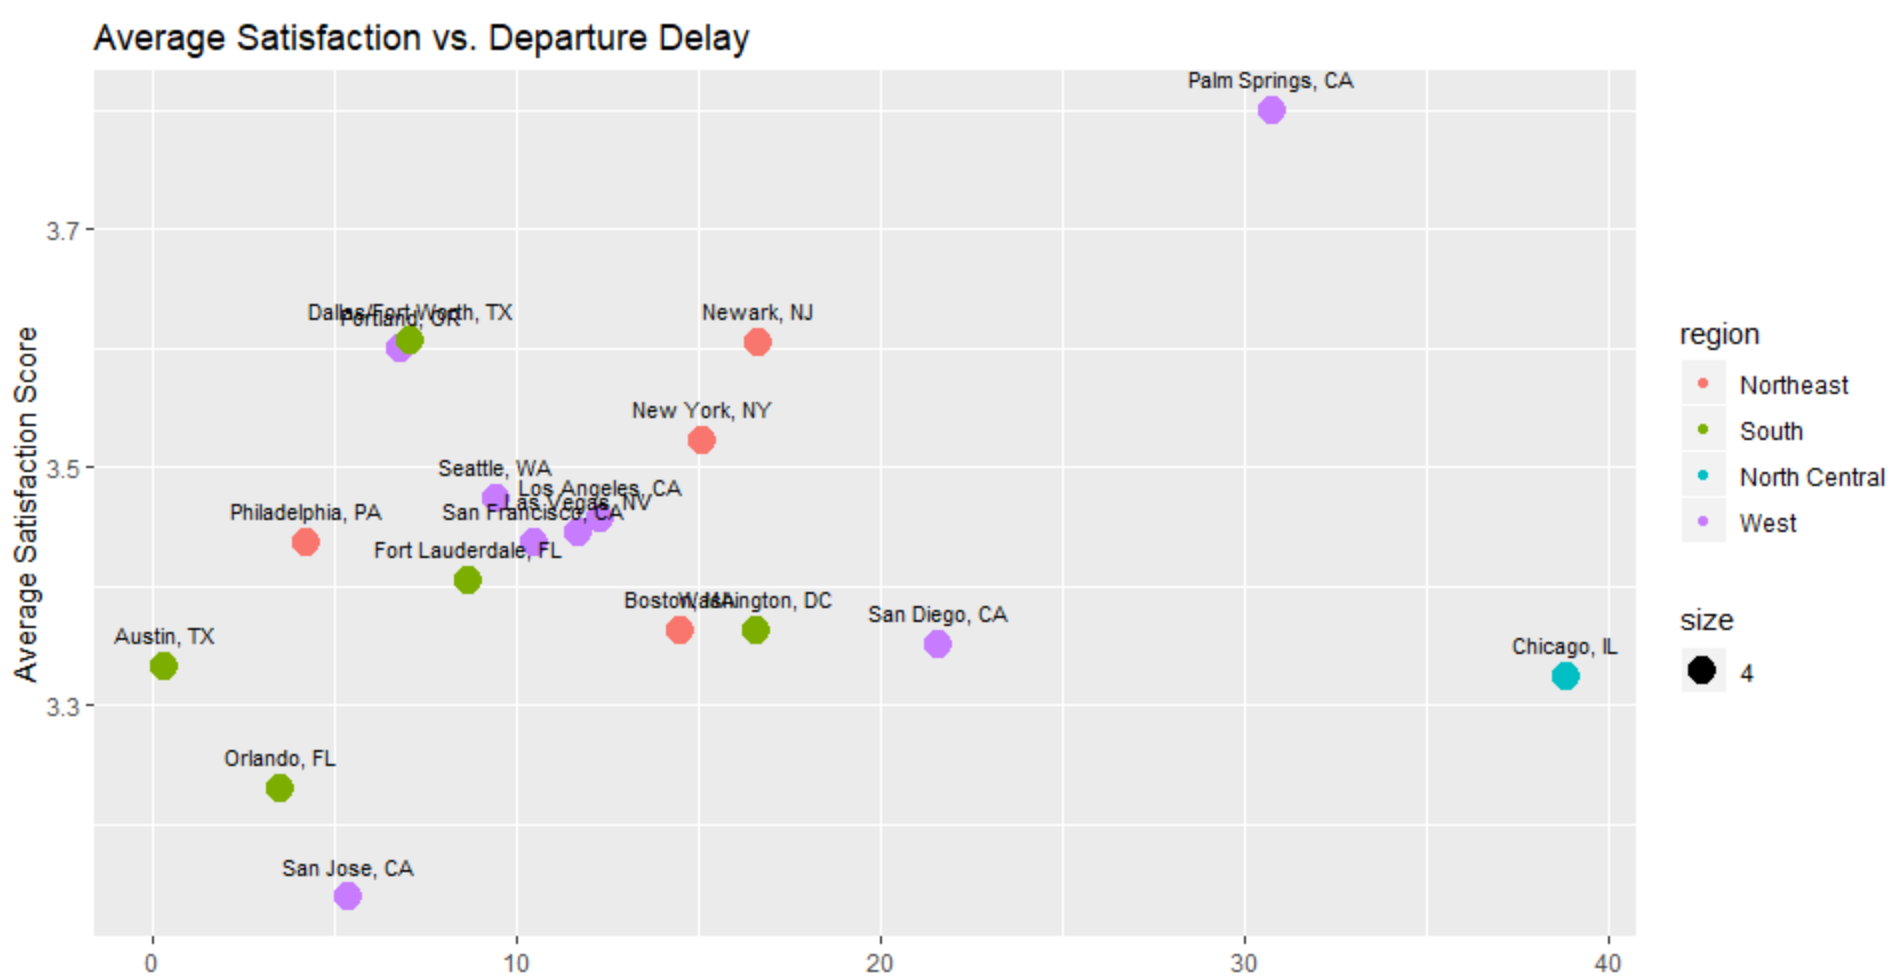 Average Satisfaction vs. Departure Delay
Palm Springs, CA
3.7
Dallas/Fort Worth, TX
Portland, OR
Newark, NJ
New York, NY
3.5
Seattle, WA
Los Angeles, CA
Las Vegas, NV
Philadelphia, PA
San Francisco, CA
Fort Lauderdale, FL
Boston, MA
Washington, DC
San Diego, CA
Austin, TX
Chicago, IL
3.3
Orlando, FL
San Jose, CA
Average Satisfaction Score
0
10
20
30
40
region
Northeast
South
North Central
West
size
4